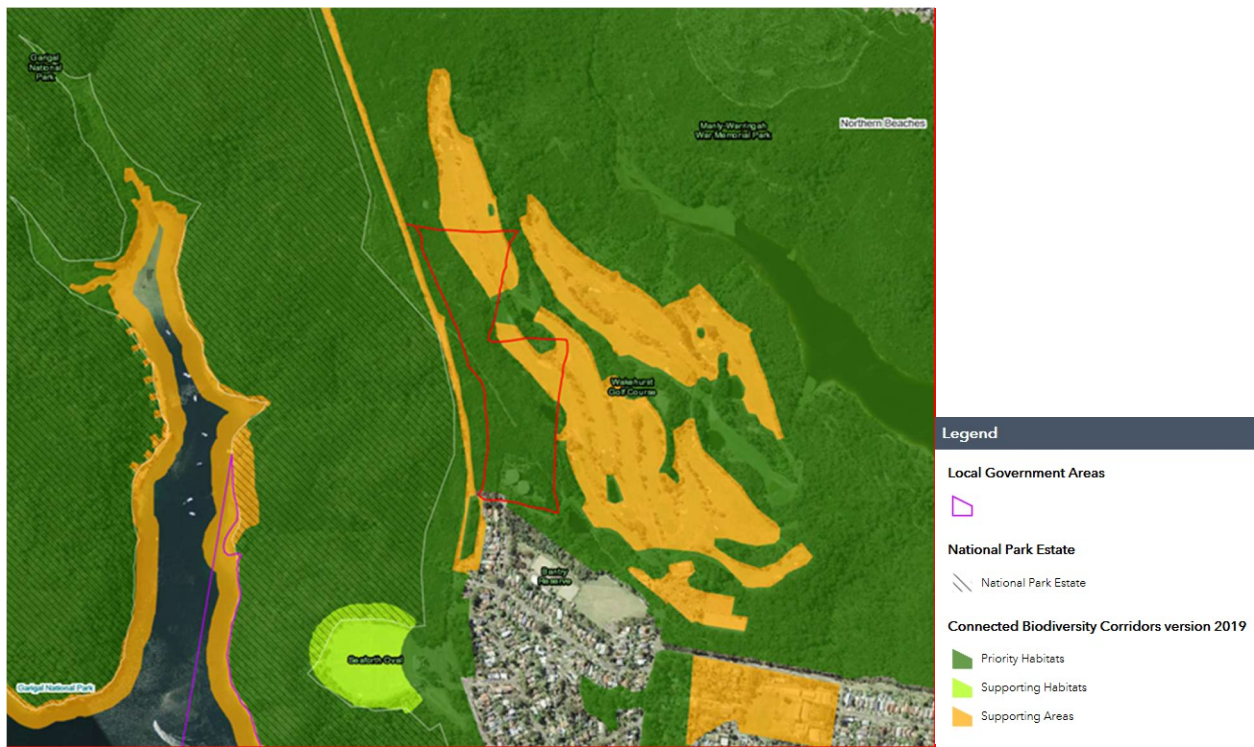 Garigal
National
Park
Manly-Warringah
War Memorial Park
Northern Beaches
Wakehurst
Golf Course
Bantry
Reserve
Seaforth Oval
Garigal National Park
Legend
Local Government Areas
National Park Estate
National Park Estate
Connected Biodiversity Corridors version 2019
Priority Habitats
Supporting Habitats
Supporting Areas